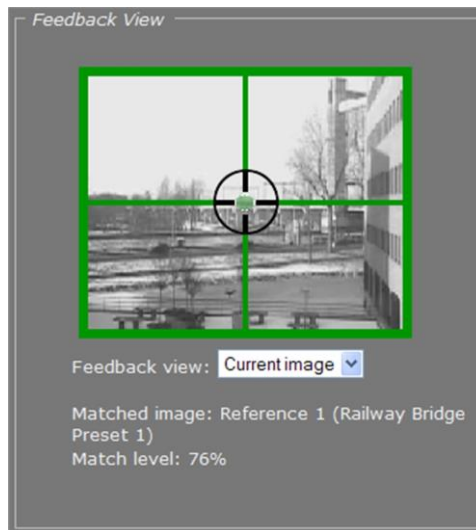 Feedback View
Feedback view: Current image
Matched image: Reference 1 (Railway Bridge
Preset 1)
Match level: 76%